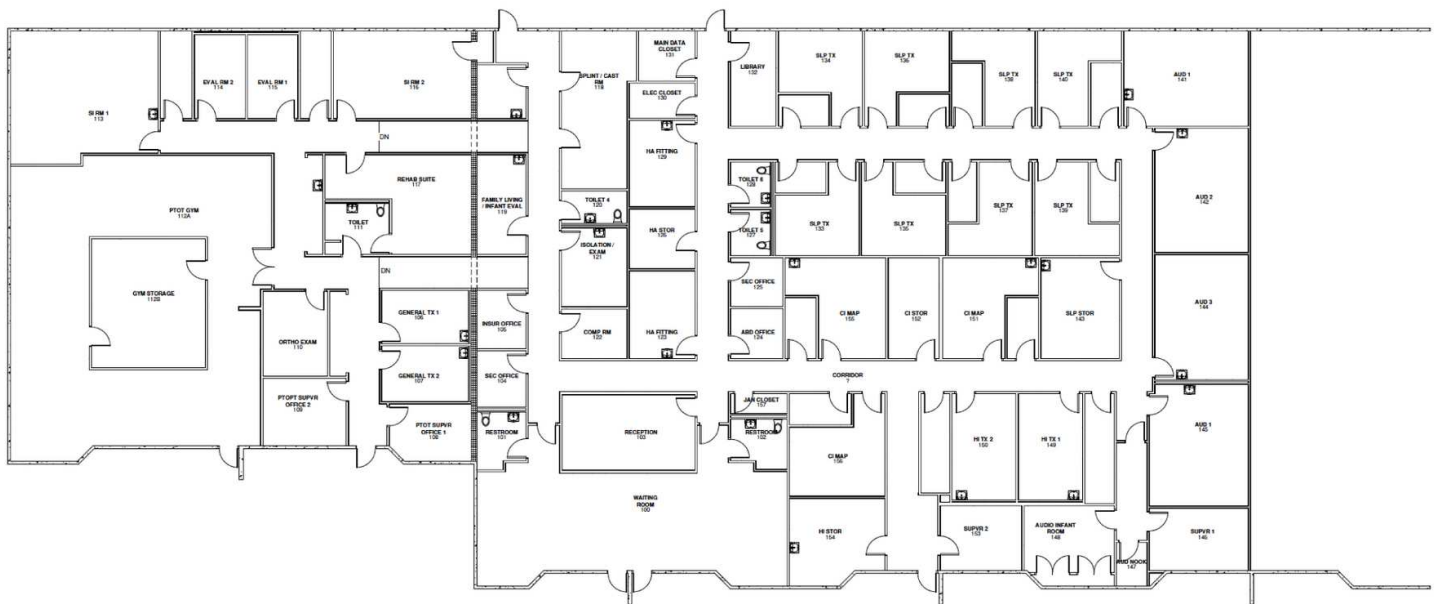 MAIN DATA
CLOSET
131
SI RM 1
113
EVAL RM 2
114
EVAL RM 1
115
SI RM 2
116
SPLINT / CAST
RM
118
ELEC CLOSET
130
LIBRARY
132
SLP TX
134
SLP TX
136
SLP TX
138
SLP TX
140
AUD 1
141
DN
HA FITTING
129
REHAB SUITE
117
FAMILY LIVING
/ INFANT EVAL
119
TOILET 4
120
TOILET 6
128
PTOT GYM
112A
TOILET
111
HA STOR
126
TOILET 5
127
SLP TX
133
SLP TX
135
SLP TX
137
SLP TX
139
AUD 2
142
ISOLATION /
EXAM
121
DN
SEC OFFICE
125
GYM STORAGE
112B
GENERAL TX 1
106
INSUR OFFICE
105
COMP RM
122
HA FITTING
123
ABD OFFICE
124
CI MAP
155
CI STOR
152
CI MAP
151
SLP STOR
143
AUD 3
144
ORTHO EXAM
110
GENERAL TX 2
107
SEC OFFICE
104
CORRIDOR
?
PTOPT SUPVR
OFFICE 2
109
PTOT SUPVR
OFFICE 1
108
RESTROOM
101
RECEPTION
103
JAN CLOSET
157
RESTROOM
102
CI MAP
156
HI TX 2
150
HI TX 1
149
AUD 1
145
WAITING
ROOM
100
HI STOR
154
SUPVR 2
153
AUDIO INFANT
ROOM
148
AUD NOOK
147
SUPVR 1
146